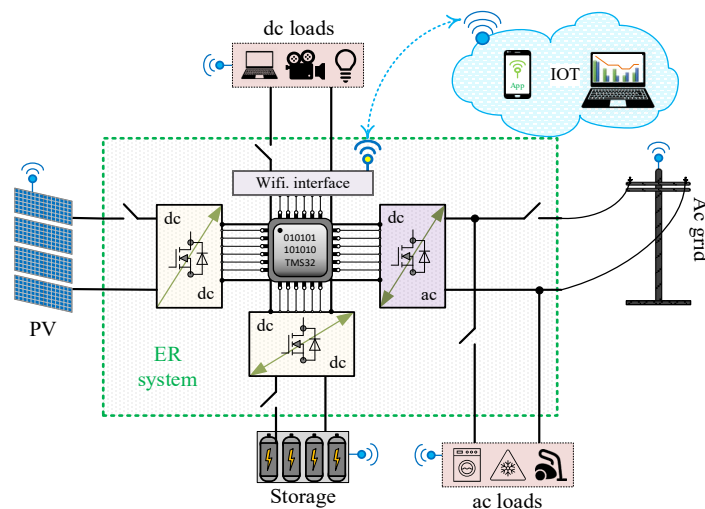 dc loads
App
IOT
Wifi. interface
dc
dc
010101
101010
TMS32
dc
ac
Ac grid
PV
dc
dc
ER
system
Storage
ac loads